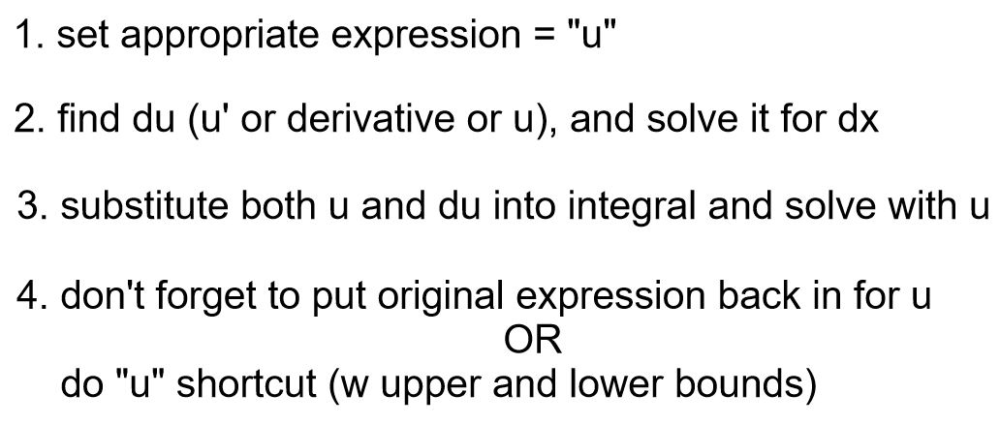 1. set appropriate expression = "u"
2. find du (u' or derivative or u), and solve it for dx
3. substitute both u and du into integral and solve with u
4. don't forget to put original expression back in for u
OR
do "u" shortcut (w upper and lower bounds)